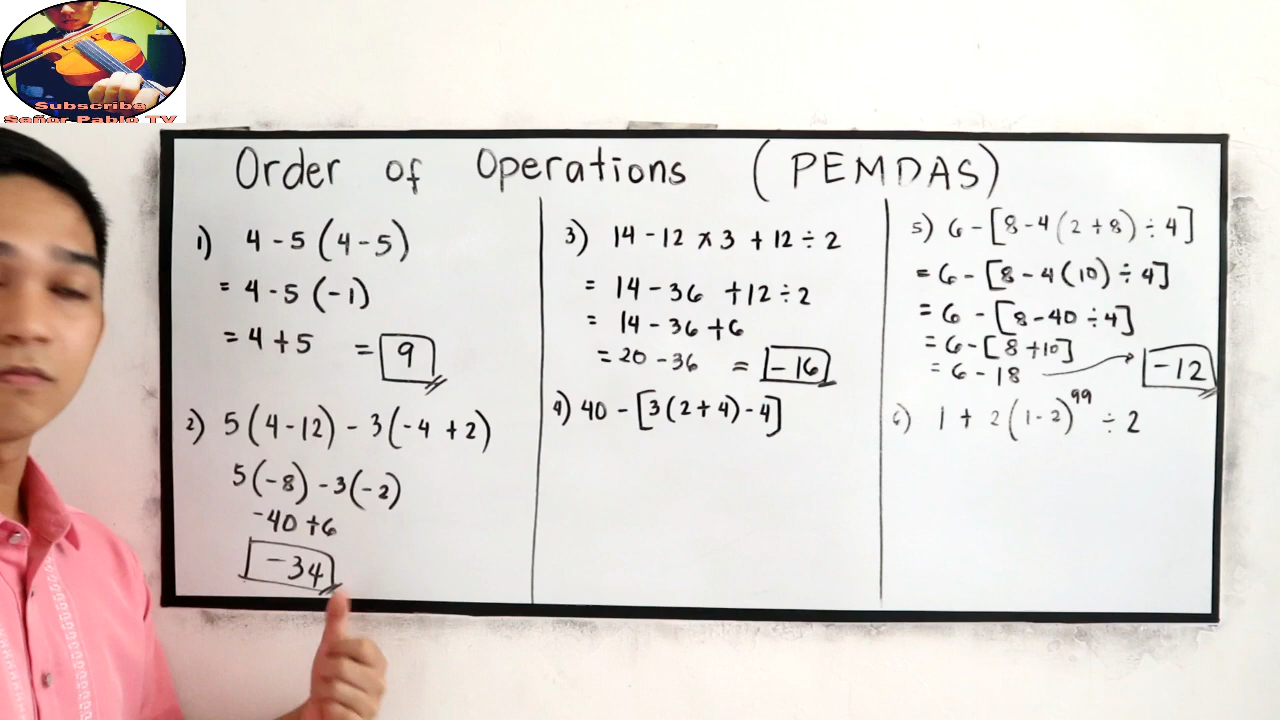 Subscribe
Señor Pablo TV
Order of Operations (PEMDAS)
1) 4 - 5 (4 - 5)
= 4 - 5 (-1)
= 4 + 5 = 9
2) 5 (4 - 12) - 3 (-4 + 2)
5 (-8) - 3 (-2)
-40 + 6
-34
3) 14 - 12 x 3 + 12 ÷ 2
= 14 - 36 + 12 ÷ 2
= 14 - 36 + 6
= 20 - 36 = -16
4) 40 - [3 (2 + 4) - 4]
5) 6 - [8 - 4 (2 + 8) ÷ 4]
= 6 - [8 - 4 (10) ÷ 4]
= 6 - [8 - 40 ÷ 4]
= 6 - [8 + 10]
= 6 - 18 → -12
6) 1 + 2 (1 - 2)⁹⁹ ÷ 2